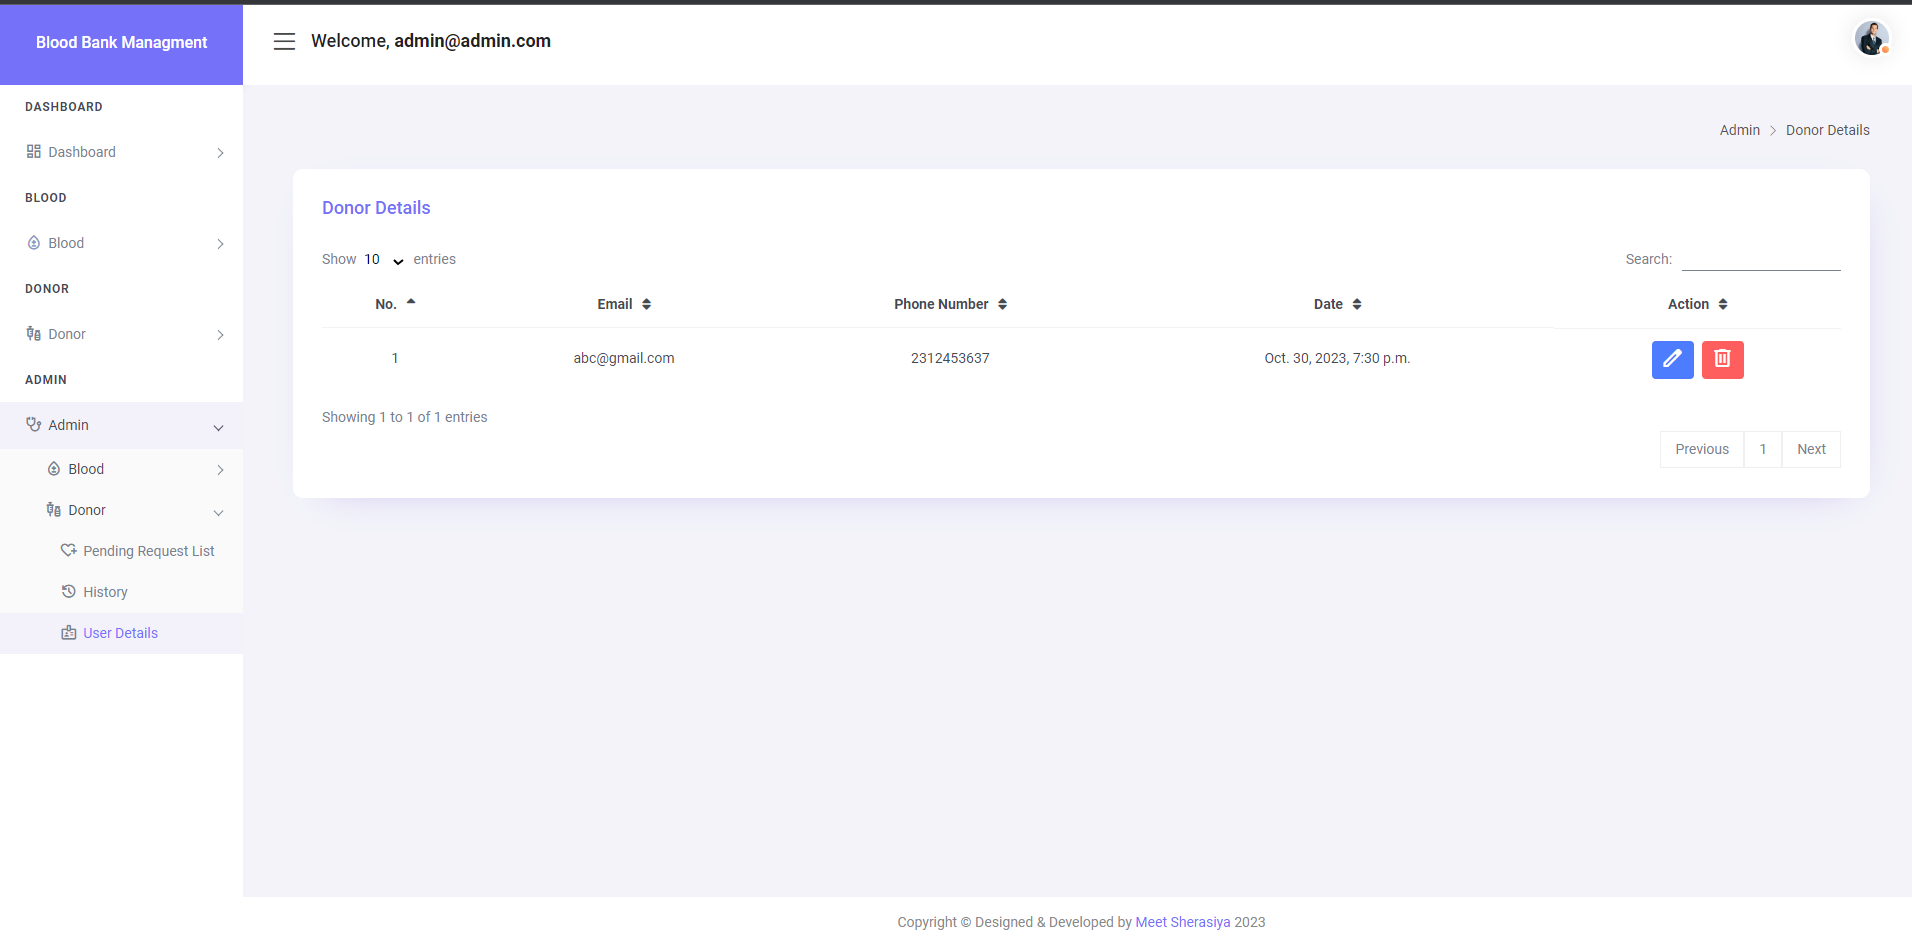 Blood Bank Managment
Welcome, admin@admin.com
DASHBOARD
Dashboard
BLOOD
Blood
DONOR
Donor
ADMIN
Admin
Blood
Donor
Pending Request List
History
User Details
Admin > Donor Details
Donor Details
Show 10 entries
Search:
No. Email Phone Number Date Action
1 abc@gmail.com 2312453637 Oct. 30, 2023, 7:30 p.m.
Showing 1 to 1 of 1 entries
Previous 1 Next
Copyright © Designed & Developed by Meet Sherasiya 2023